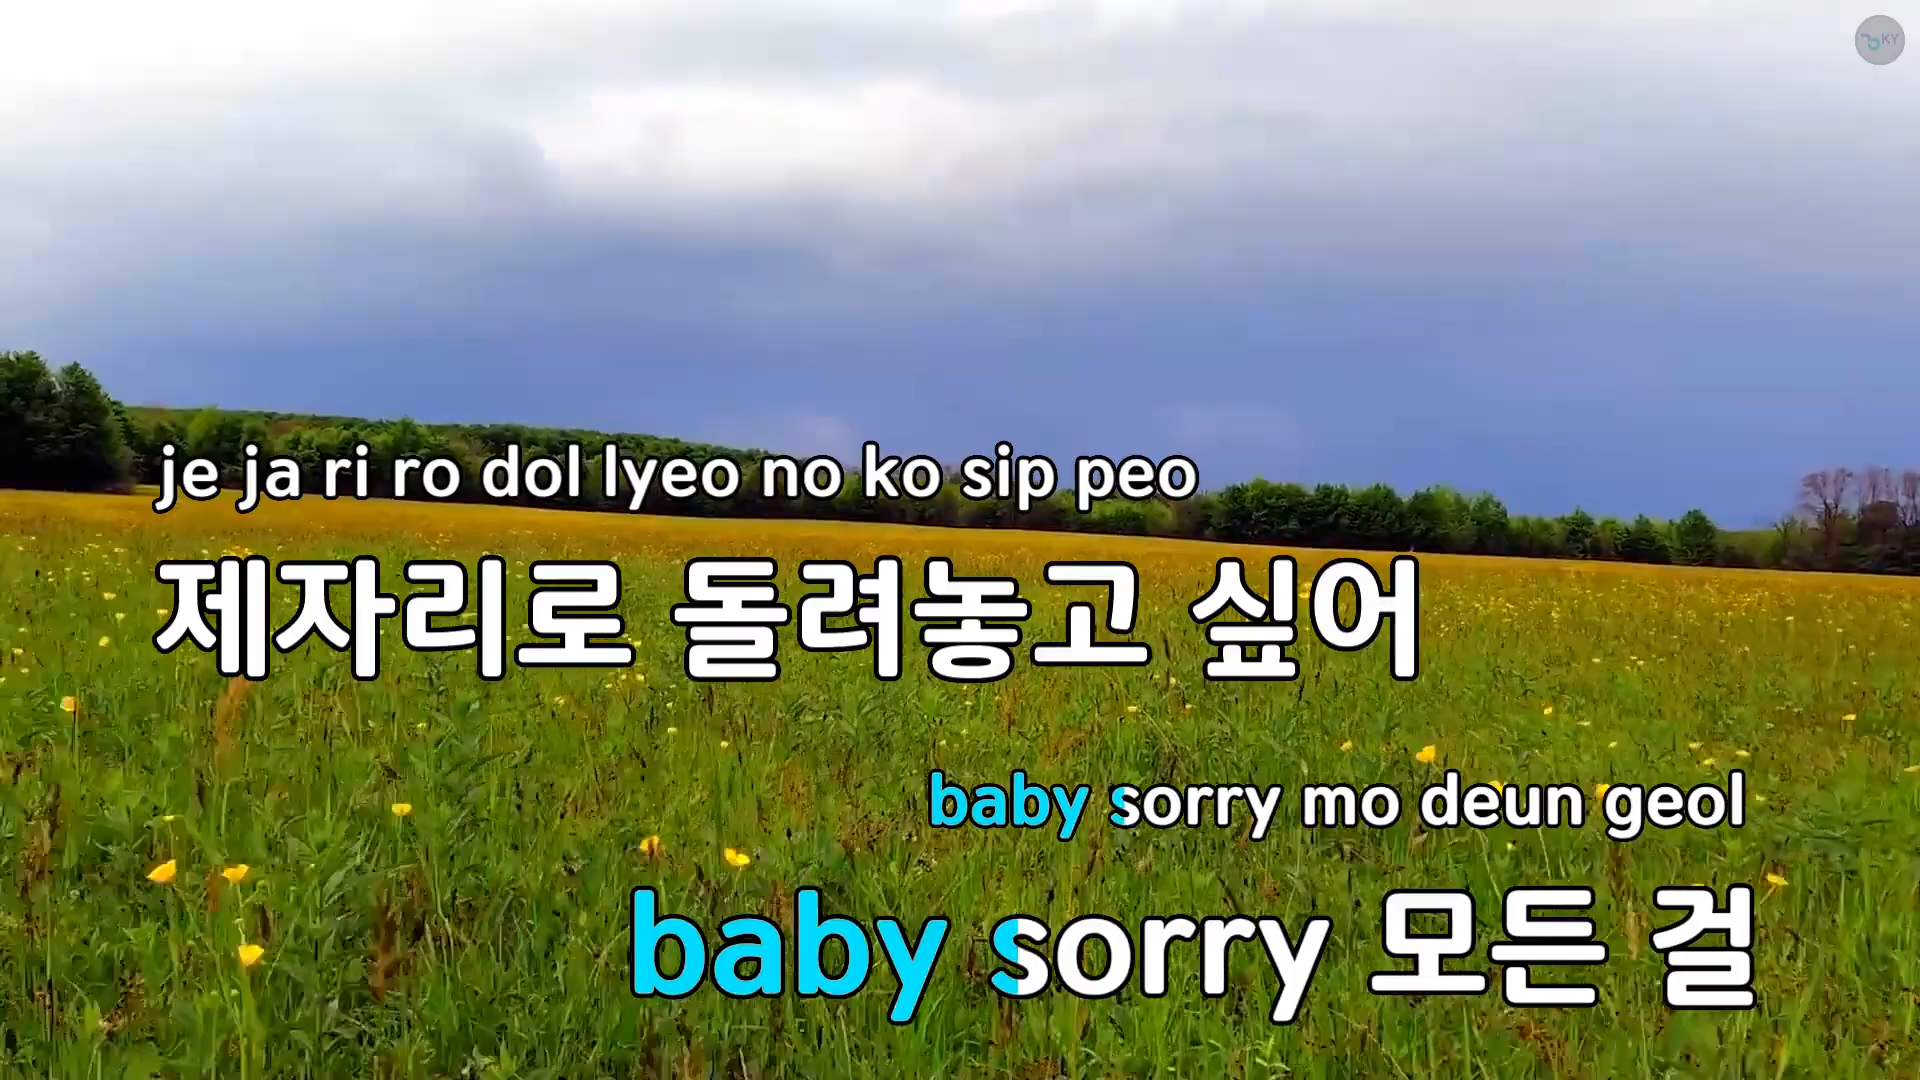 KY
je ja ri ro dol lyeo no ko sip peo
제자리로 돌려놓고 싶어
baby sorry mo deun geol
baby sorry 모든 걸